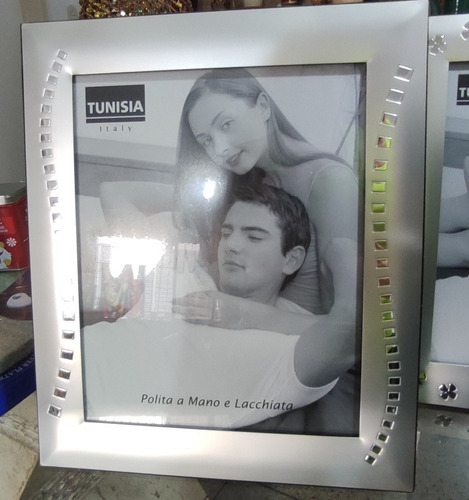 TUNISIA
Italy
Polita a Mano e Lacchiata